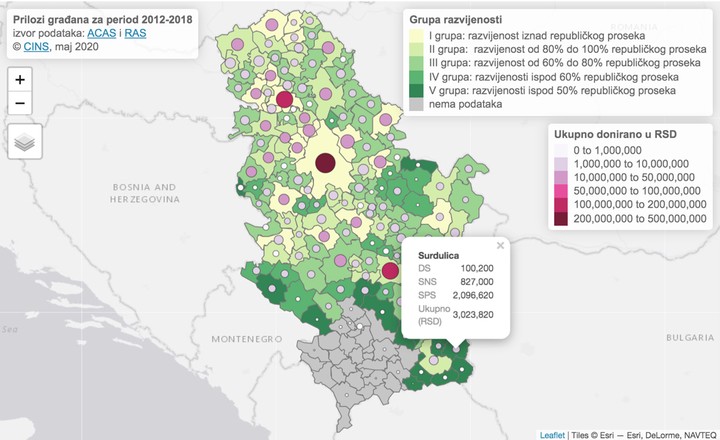 Prilozi građana za period 2012-2018
izvor podataka: ACAS i RAS
© CINS, maj 2020
+
−
Grupa razvijenosti
I grupa: razvijenost iznad republičkog proseka
II grupa: razvijenost od 80% do 100% republičkog proseka
III grupa: razvijenost od 60% do 80% republičkog proseka
IV grupa: razvijenosti ispod 60% republičkog proseka
V grupa: razvijenosti ispod 50% republičkog proseka
nema podataka
Ukupno donirano u RSD
0 to 1,000,000
1,000,000 to 10,000,000
10,000,000 to 50,000,000
50,000,000 to 100,000,000
100,000,000 to 200,000,000
200,000,000 to 500,000,000
ROMANIA
BOSNIA AND
HERZEGOVINA
Surdulica
×
DS 100,200
SNS 827,000
SPS 2,096,620
Ukupno
(RSD) 3,023,820
Sea
MONTENEGRO
BULGARIA
Leaflet | Tiles © Esri — Esri, DeLorme, NAVTEQ